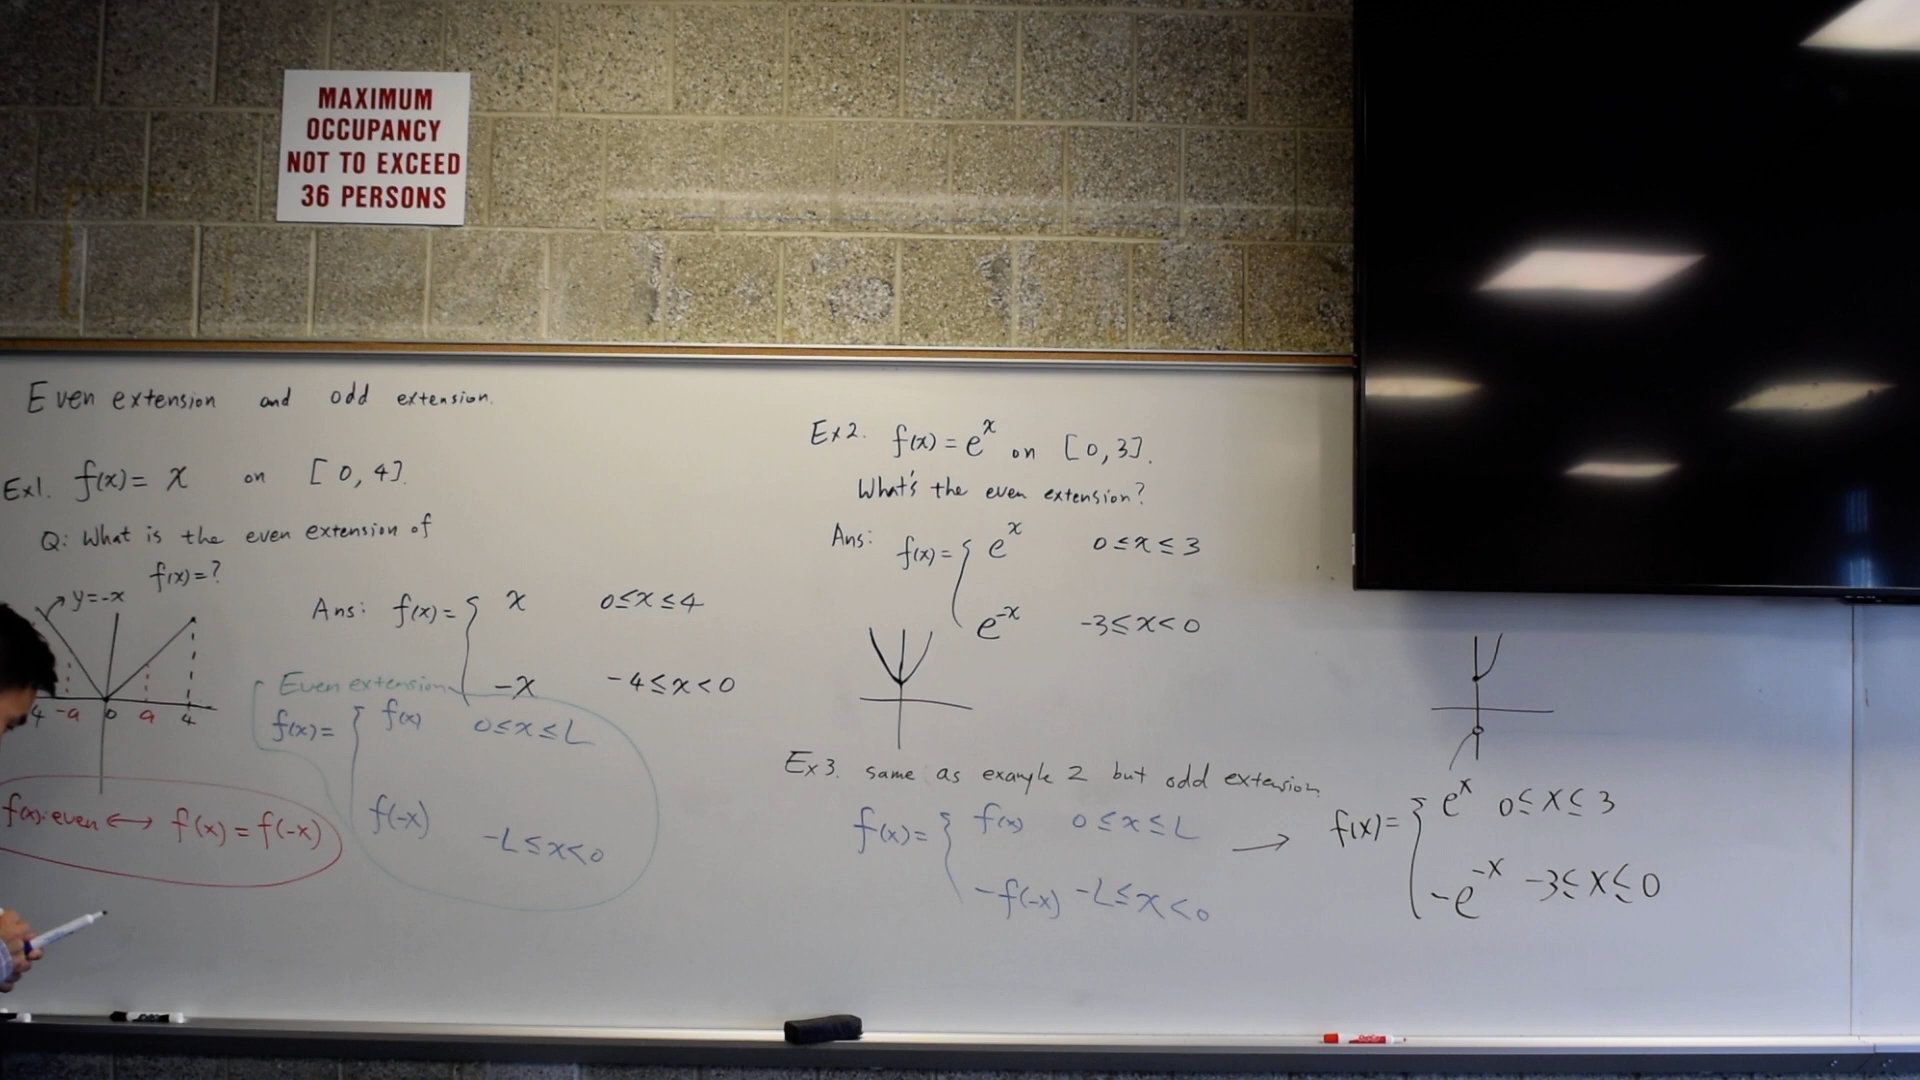 MAXIMUM
OCCUPANCY
NOT TO EXCEED
36 PERSONS
Even extension and odd extension.
Ex1. f(x) = x on [0, 4].
Q: What is the even extension of
f(x)=?
y=-x
-a 0 a 4
Ans: f(x) = { x 0≤x≤4
-x -4≤x<0
Even extension
f(x) = { f(x) 0≤x≤L
f(-x) -L≤x<0
f(x): even ↔ f(x) = f(-x)
Ex2. f(x) = e^x on [0, 3].
What's the even extension?
Ans: f(x) = { e^x 0≤x≤3
e^-x -3≤x<0
Ex3. same as example 2 but odd extension
f(x) = { f(x) 0≤x≤L
-f(-x) -L≤x<0
→ f(x) = { e^x 0≤x≤3
-e^-x -3≤x≤0